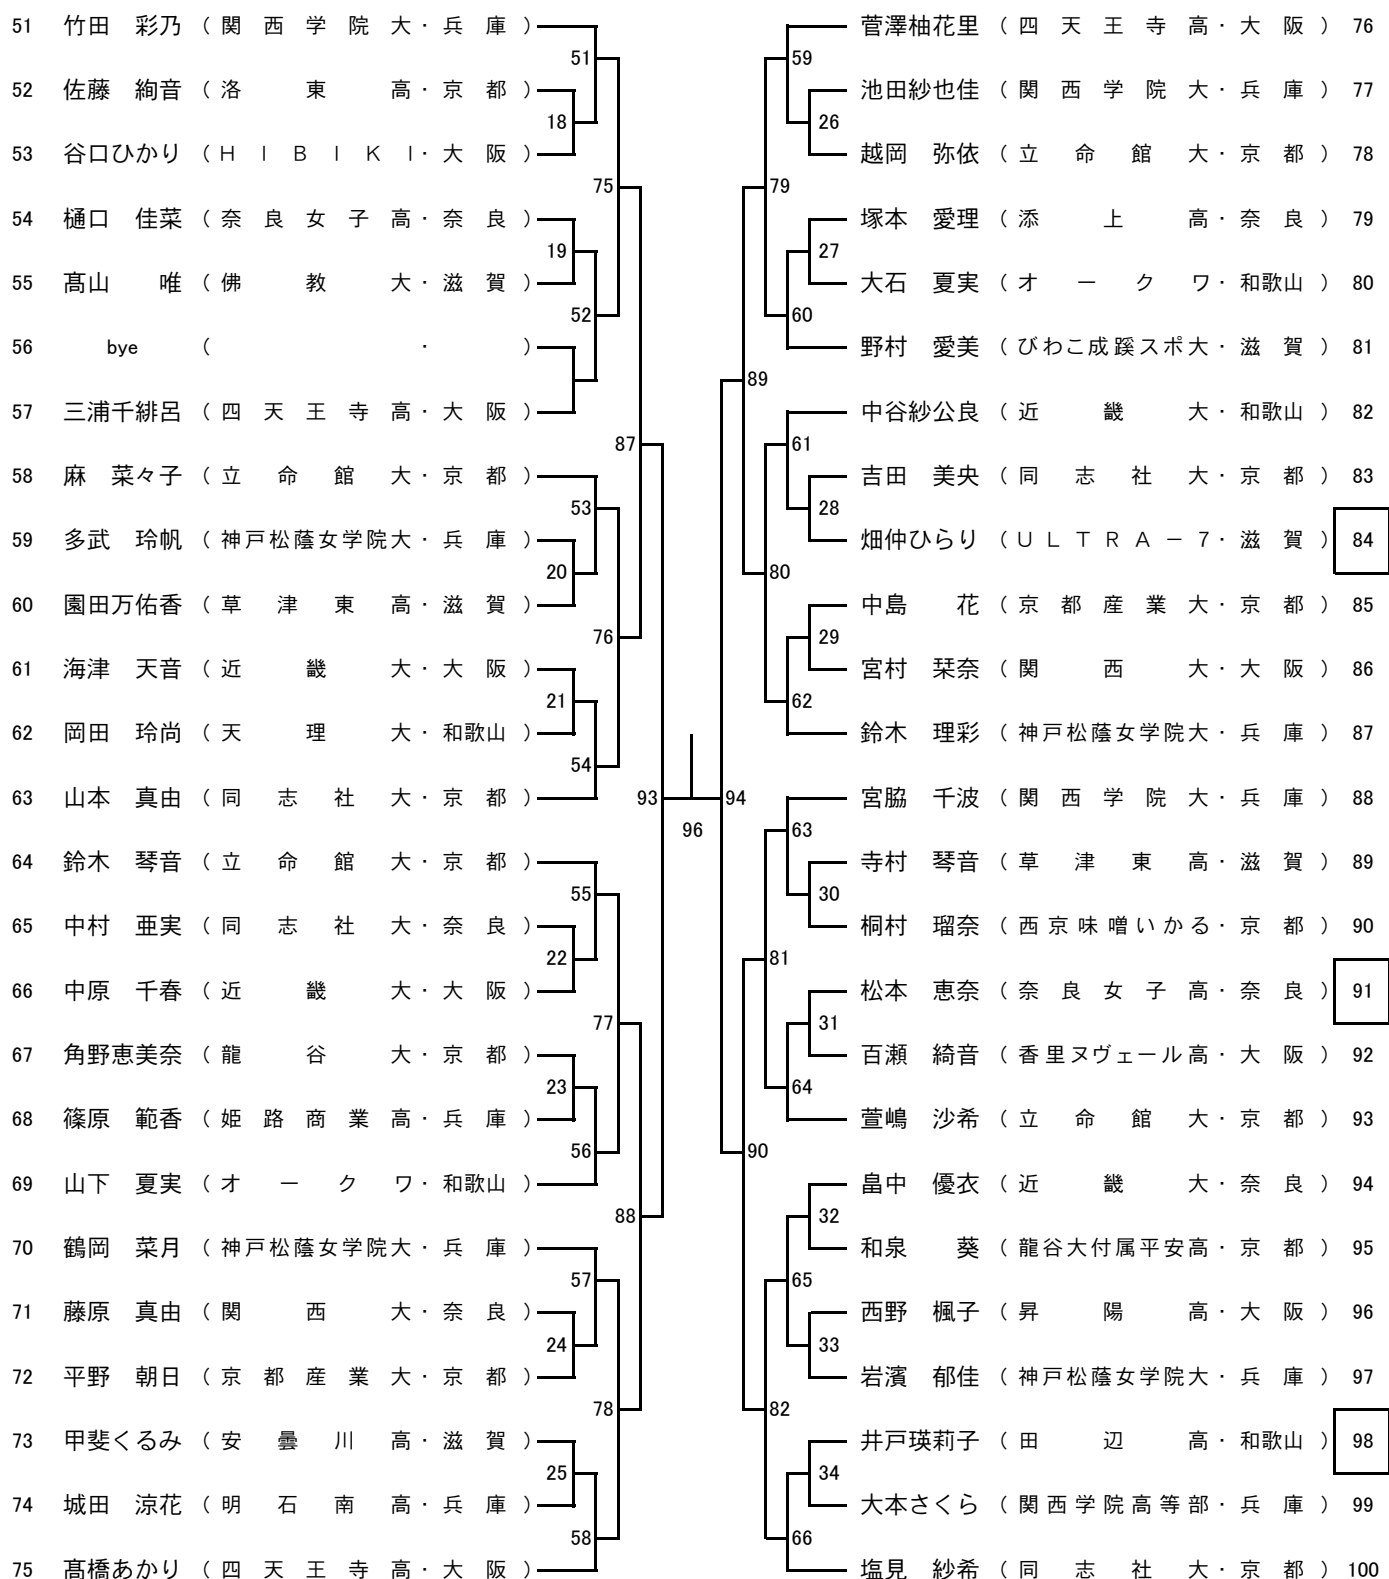 51 竹田 彩乃 (関西学院大・兵庫)
52 佐藤 絢音 (洛東高・京都)
53 谷口ひかり (HIBIKI・大阪)
54 樋口 佳菜 (奈良女子高・奈良)
55 髙山 唯 (佛教大・滋賀)
56 bye ( ・ )
57 三浦千緋呂 (四天王寺高・大阪)
58 麻 菜々子 (立命館大・京都)
59 多武 玲帆 (神戸松蔭女学院大・兵庫)
60 園田万佑香 (草津東高・滋賀)
61 海津 天音 (近畿大・大阪)
62 岡田 玲尚 (天理大・和歌山)
63 山本 真由 (同志社大・京都)
64 鈴木 琴音 (立命館大・京都)
65 中村 亜実 (同志社大・奈良)
66 中原 千春 (近畿大・大阪)
67 角野恵美奈 (龍谷大・京都)
68 篠原 範香 (姫路商業高・兵庫)
69 山下 夏実 (オークワ・和歌山)
70 鶴岡 菜月 (神戸松蔭女学院大・兵庫)
71 藤原 真由 (関西大・奈良)
72 平野 朝日 (京都産業大・京都)
73 甲斐くるみ (安曇川高・滋賀)
74 城田 涼花 (明石南高・兵庫)
75 髙橋あかり (四天王寺高・大阪)
18
19
20
21
22
23
24
25
51
52
53
54
55
56
57
58
75
76
77
78
87
88
93
96
94
89
90
79
80
81
82
59
60
61
62
63
64
65
66
26
27
28
29
30
31
32
33
34
菅澤柚花里 (四天王寺高・大阪) 76
池田紗也佳 (関西学院大・兵庫) 77
越岡 弥依 (立命館大・京都) 78
塚本 愛理 (添上高・奈良) 79
大石 夏実 (オークワ・和歌山) 80
野村 愛美 (びわこ成蹊スポ大・滋賀) 81
中谷紗公良 (近畿大・和歌山) 82
吉田 美央 (同志社大・京都) 83
畑仲ひらり (ULTRA-7・滋賀) 84
中島 花 (京都産業大・京都) 85
宮村 栞奈 (関西大・大阪) 86
鈴木 理彩 (神戸松蔭女学院大・兵庫) 87
宮脇 千波 (関西学院大・兵庫) 88
寺村 琴音 (草津東高・滋賀) 89
桐村 瑠奈 (西京味噌いかる・京都) 90
松本 恵奈 (奈良女子高・奈良) 91
百瀬 綺音 (香里ヌヴェール高・大阪) 92
萱嶋 沙希 (立命館大・京都) 93
畠中 優衣 (近畿大・奈良) 94
和泉 葵 (龍谷大付属平安高・京都) 95
西野 楓子 (昇陽高・大阪) 96
岩濱 郁佳 (神戸松蔭女学院大・兵庫) 97
井戸瑛莉子 (田辺高・和歌山) 98
大本さくら (関西学院高等部・兵庫) 99
塩見 紗希 (同志社大・京都) 100